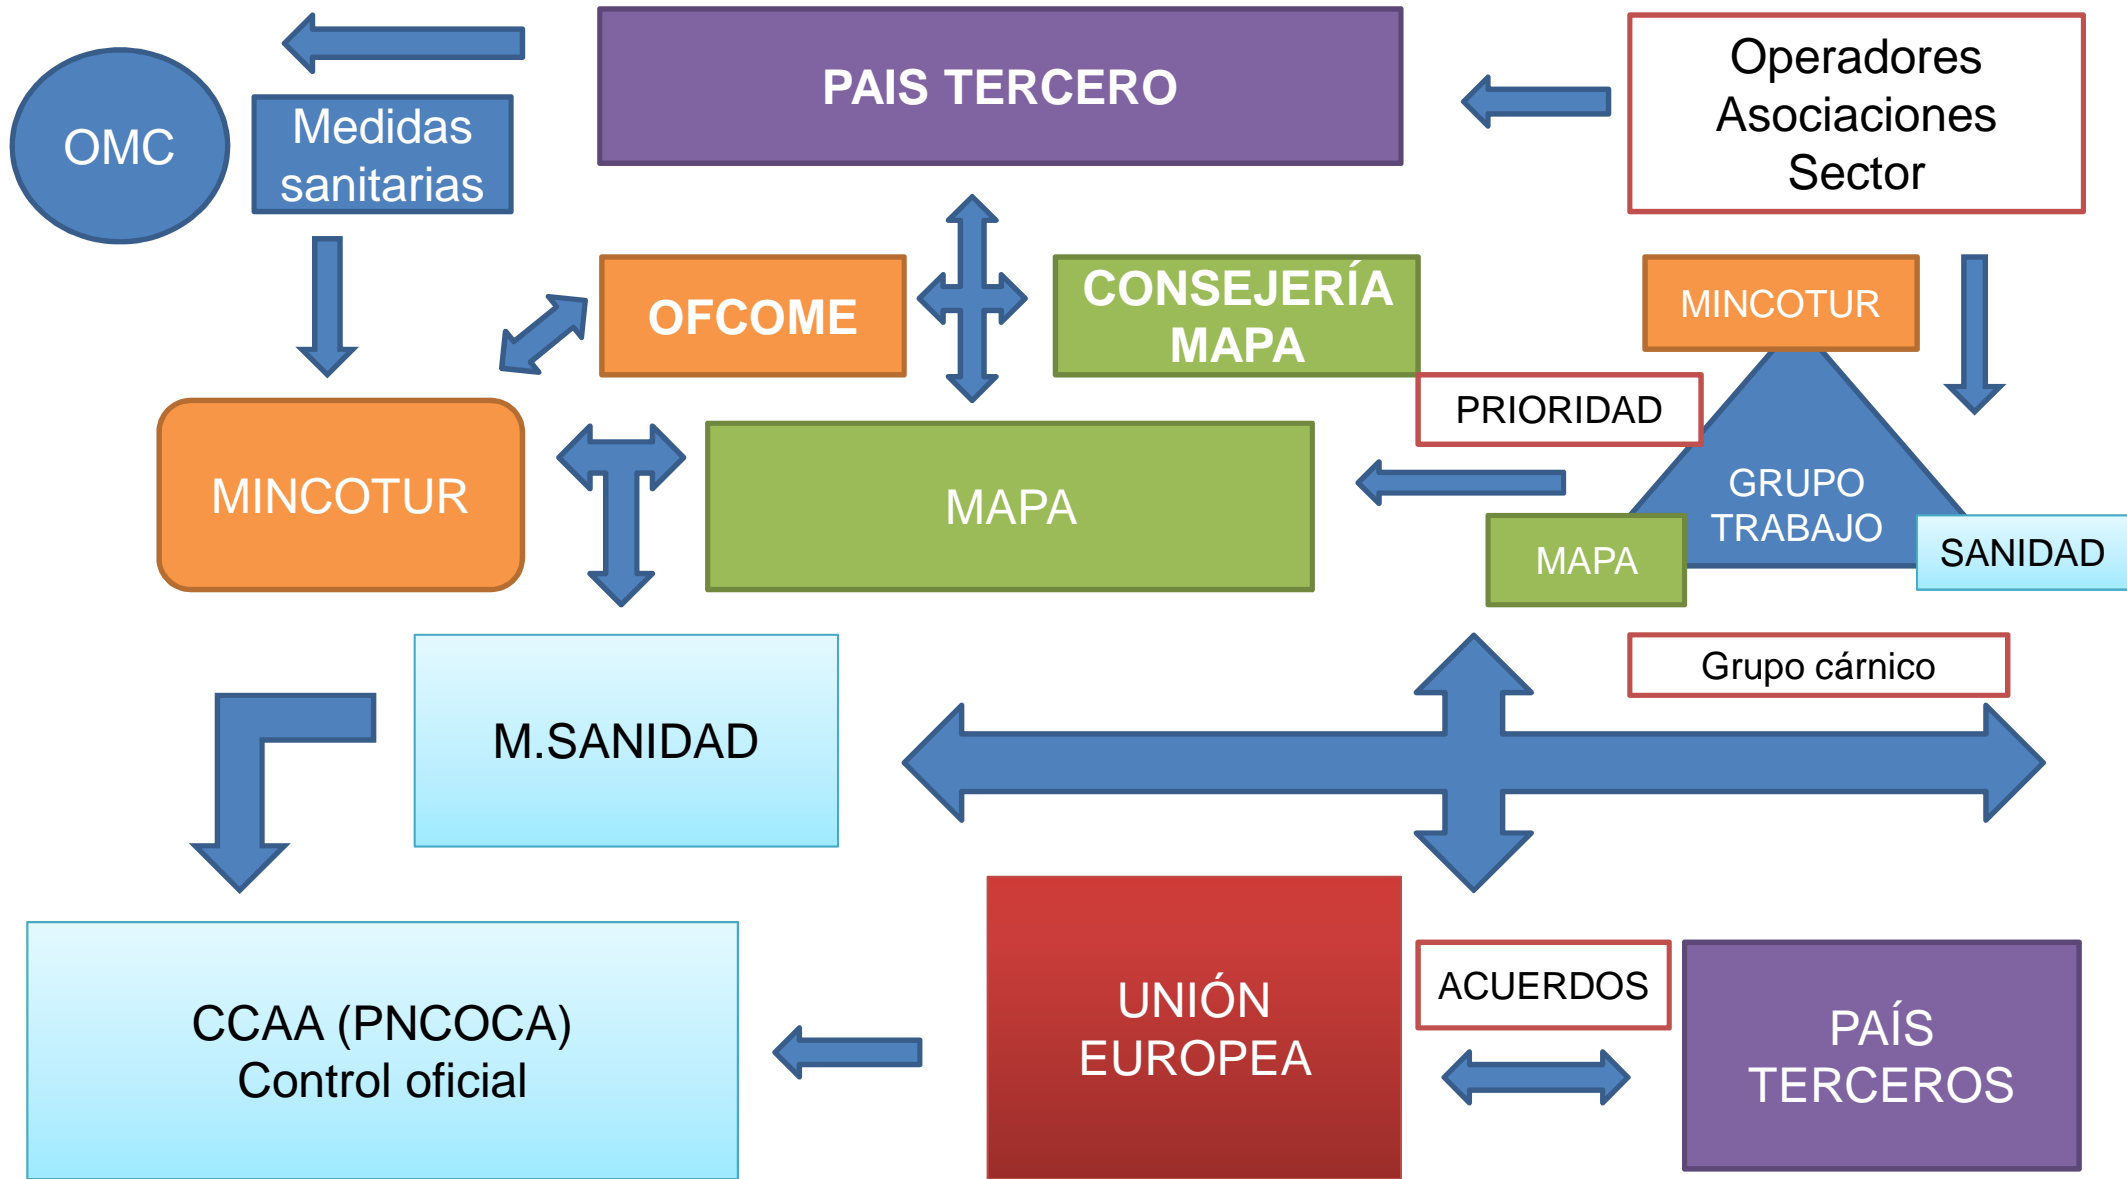 PAIS TERCERO
Operadores
Asociaciones
Sector
OMC
Medidas
sanitarias
OFCOME
CONSEJERÍA
MAPA
MINCOTUR
PRIORIDAD
MINCOTUR
MAPA
GRUPO
TRABAJO
MAPA
SANIDAD
Grupo cárnico
M.SANIDAD
CCAA (PNCOCA)
Control oficial
UNIÓN
EUROPEA
ACUERDOS
PAÍS
TERCEROS